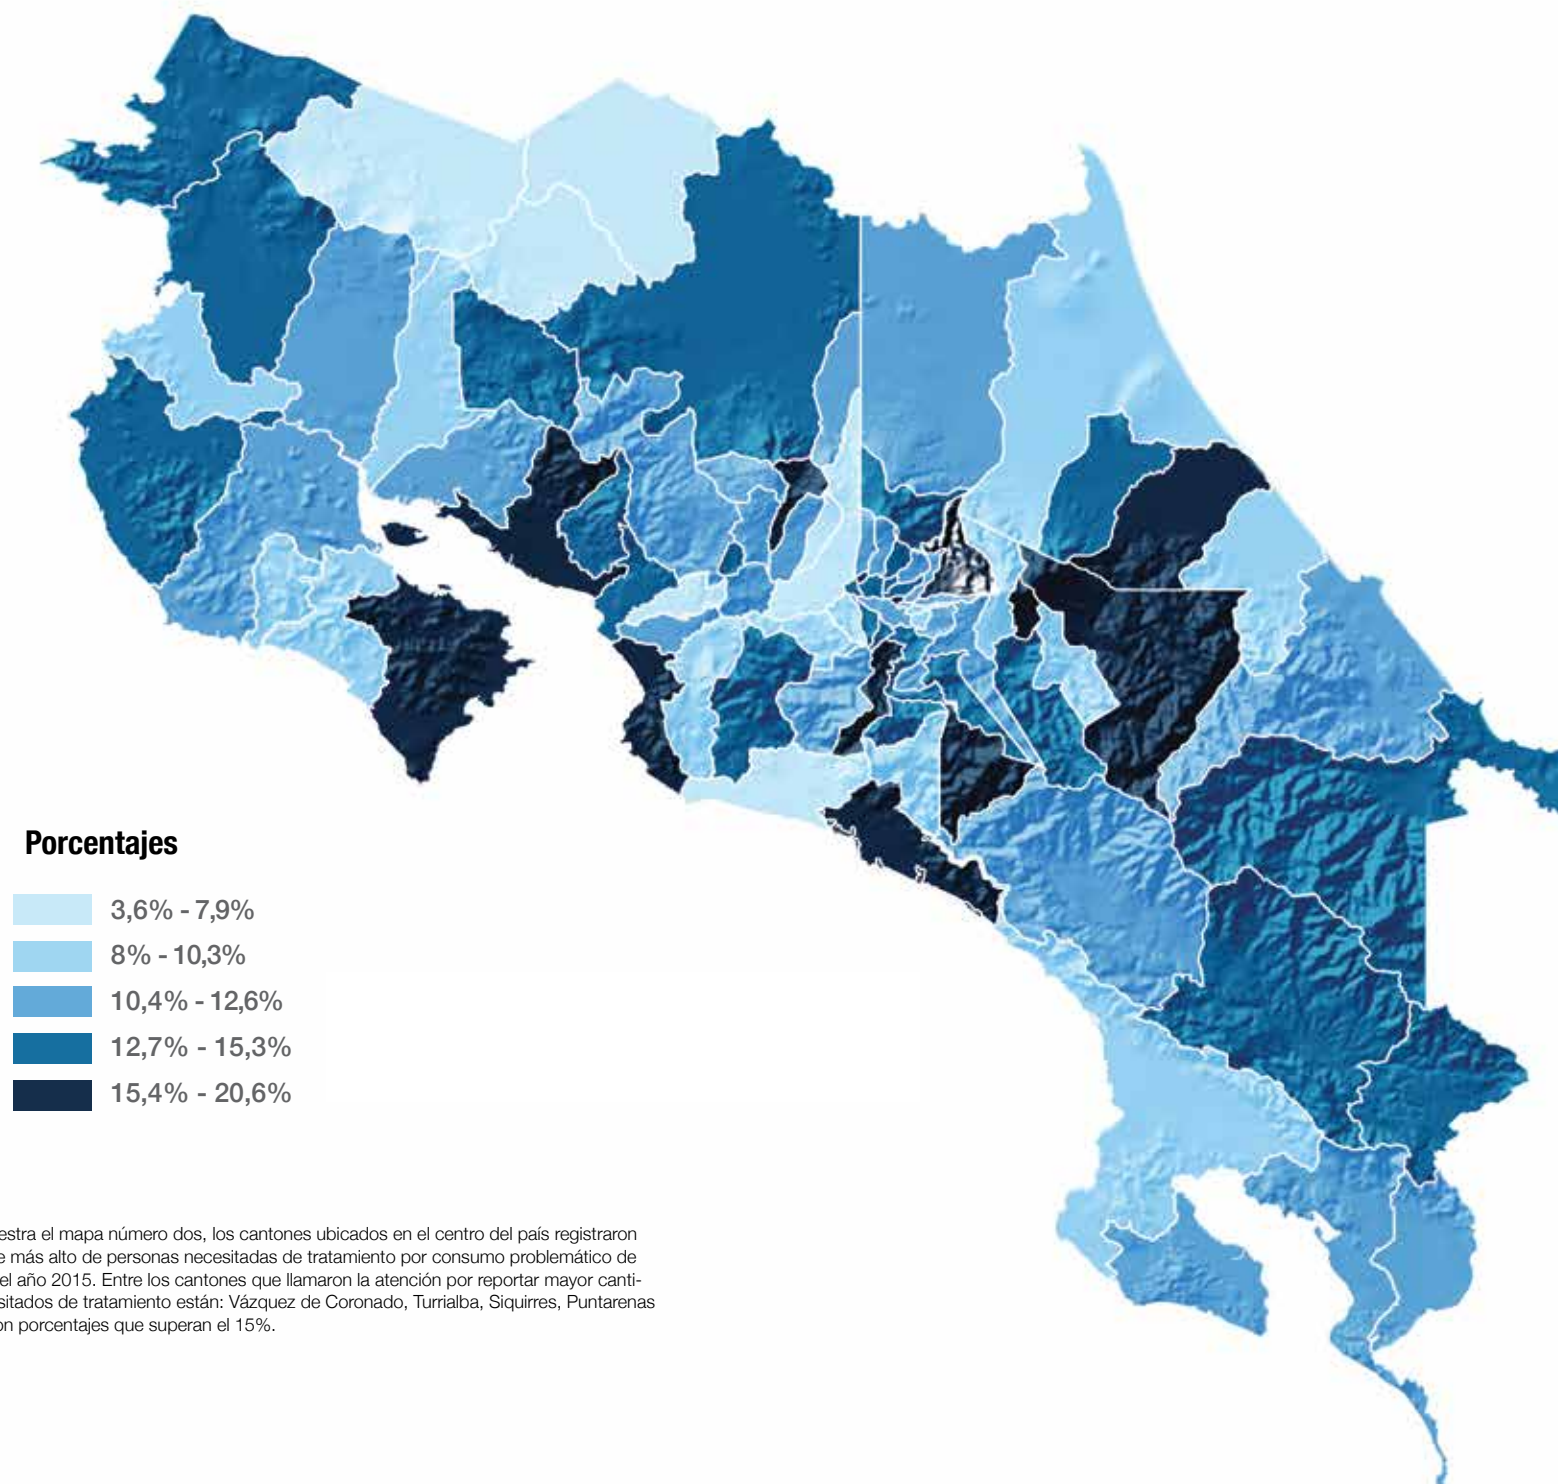 Porcentajes
3,6% - 7,9%
8% - 10,3%
10,4% - 12,6%
12,7% - 15,3%
15,4% - 20,6%
estra el mapa número dos, los cantones ubicados en el centro del país registraron
e más alto de personas necesitadas de tratamiento por consumo problemático de
el año 2015. Entre los cantones que llamaron la atención por reportar mayor canti-
sitados de tratamiento están: Vázquez de Coronado, Turrialba, Siquirres, Puntarenas
on porcentajes que superan el 15%.